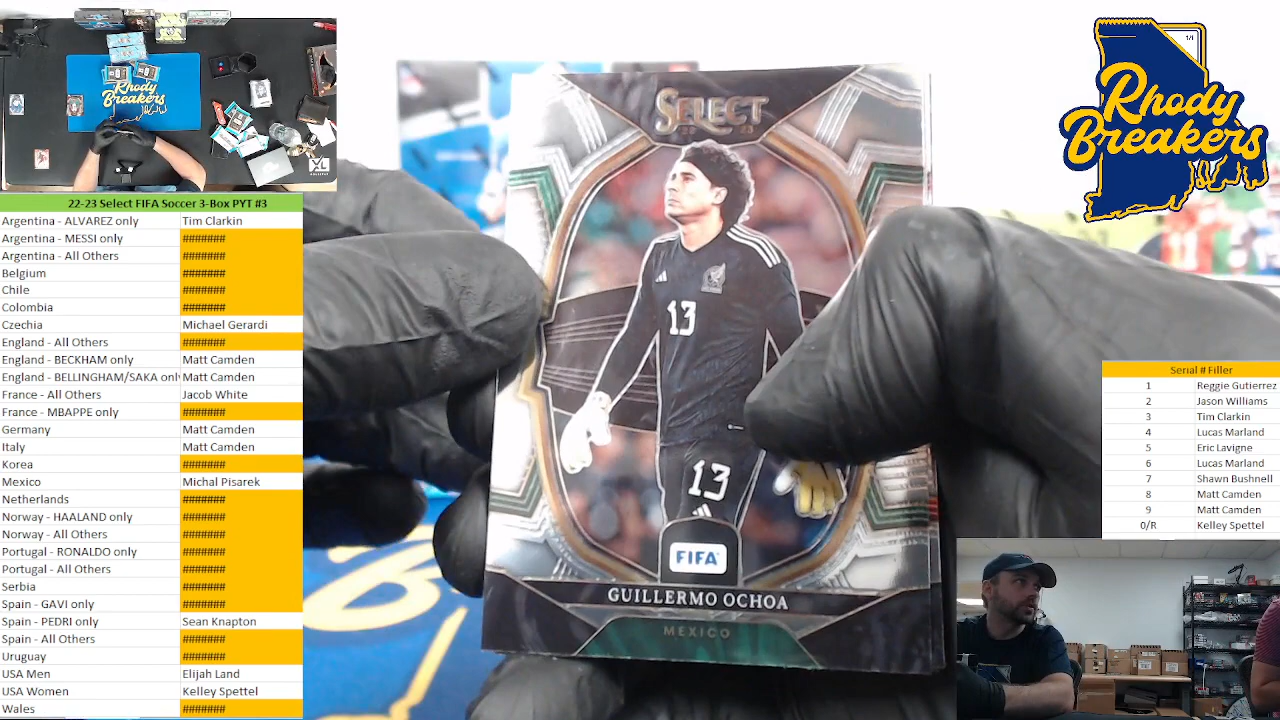 Rhody
Breakers
22-23 Select FIFA Soccer 3-Box PYT #3
Argentina - ALVAREZ only Tim Clarkin
Argentina - MESSI only #######
Argentina - All Others #######
Belgium #######
Chile #######
Colombia #######
Czechia Michael Gerardi
England - All Others #######
England - BECKHAM only Matt Camden
England - BELLINGHAM/SAKA only Matt Camden
France - All Others Jacob White
France - MBAPPE only #######
Germany Matt Camden
Italy Matt Camden
Korea #######
Mexico Michal Pisarek
Netherlands #######
Norway - HAALAND only #######
Norway - All Others #######
Portugal - RONALDO only #######
Portugal - All Others #######
Serbia #######
Spain - GAVI only #######
Spain - PEDRI only Sean Knapton
Spain - All Others #######
Uruguay #######
USA Men Elijah Land
USA Women Kelley Spettel
Wales #######
SELECT
13
13
FIFA
GUILLERMO OCHOA
MEXICO
1/1
Rhody
Breakers
Serial # Filler
1 Reggie Gutierrez
2 Jason Williams
3 Tim Clarkin
4 Lucas Marland
5 Eric Lavigne
6 Lucas Marland
7 Shawn Bushnell
8 Matt Camden
9 Matt Camden
0/R Kelley Spettel